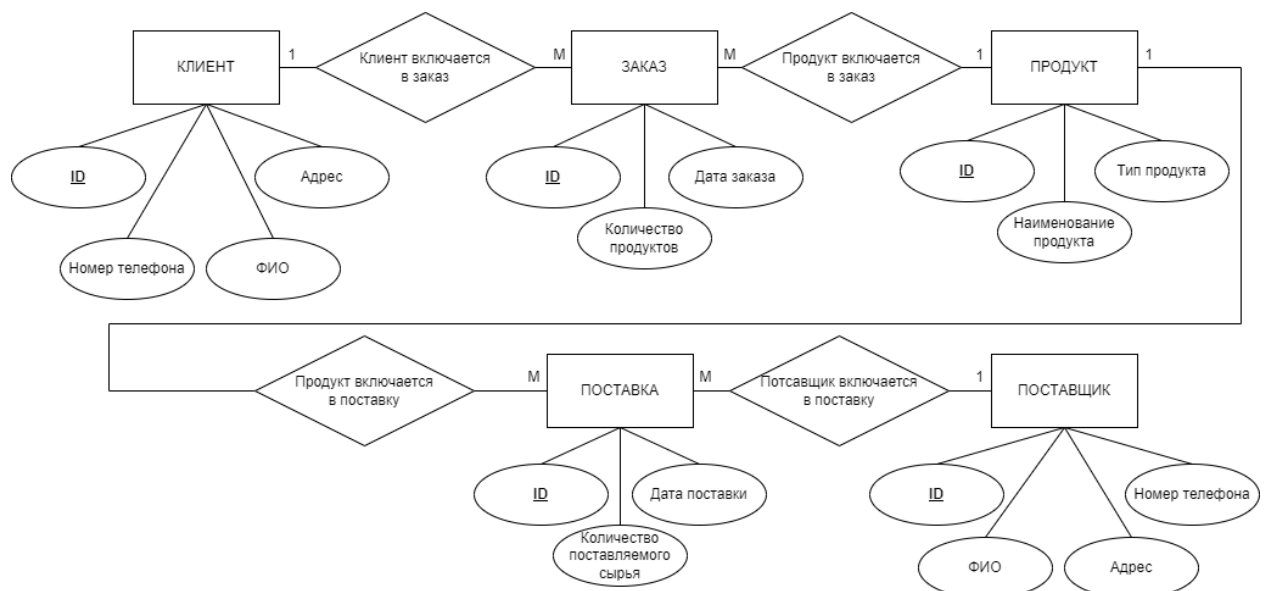 КЛИЕНТ
1
Клиент включается
в заказ
М
ЗАКАЗ
М
Продукт включается
в заказ
1
ПРОДУКТ
1
ID
Адрес
Номер телефона
ФИО
ID
Дата заказа
Количество
продуктов
ID
Тип продукта
Наименование
продукта
Продукт включается
в поставку
М
ПОСТАВКА
М
Потсавщик включается
в поставку
1
ПОСТАВЩИК
ID
Дата поставки
Количество
поставляемого
сырья
ID
Номер телефона
ФИО
Адрес